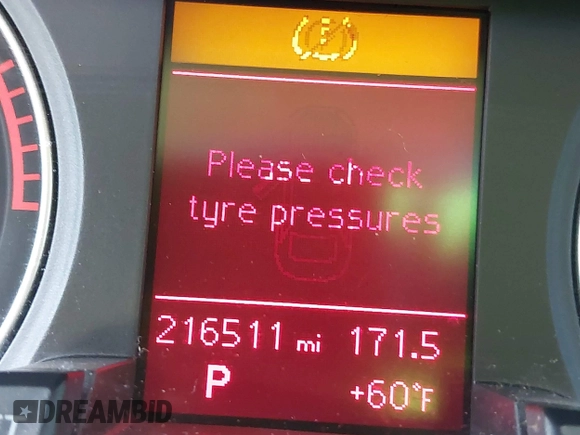 Please check
tyre pressures
216511 mi 171.5
P +60°F
DREAMBID